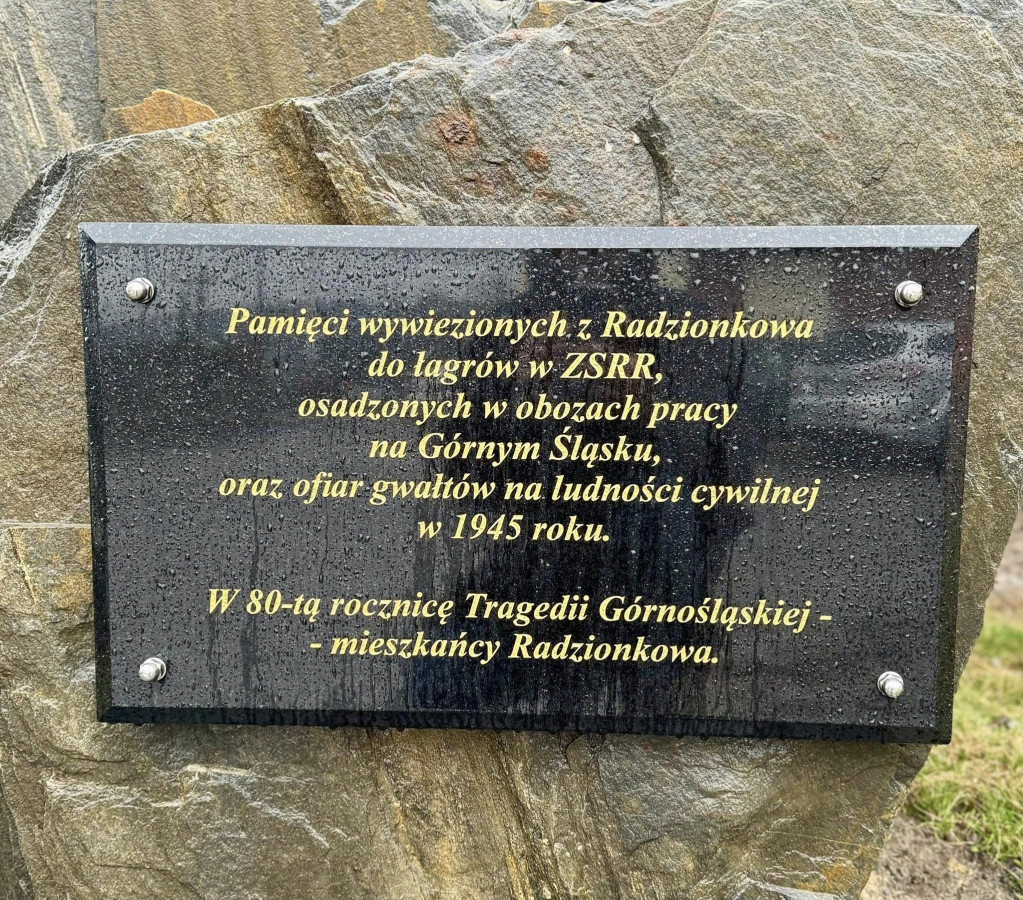 Pamięci wywiezionych z Radzionkowa
do łagrów w ZSRR,
osadzonych w obozach pracy
na Górnym Śląsku,
oraz ofiar gwałtów na ludności cywilnej
w 1945 roku.
W 80-tą rocznicę Tragedii Górnośląskiej -
- mieszkańcy Radzionkowa.